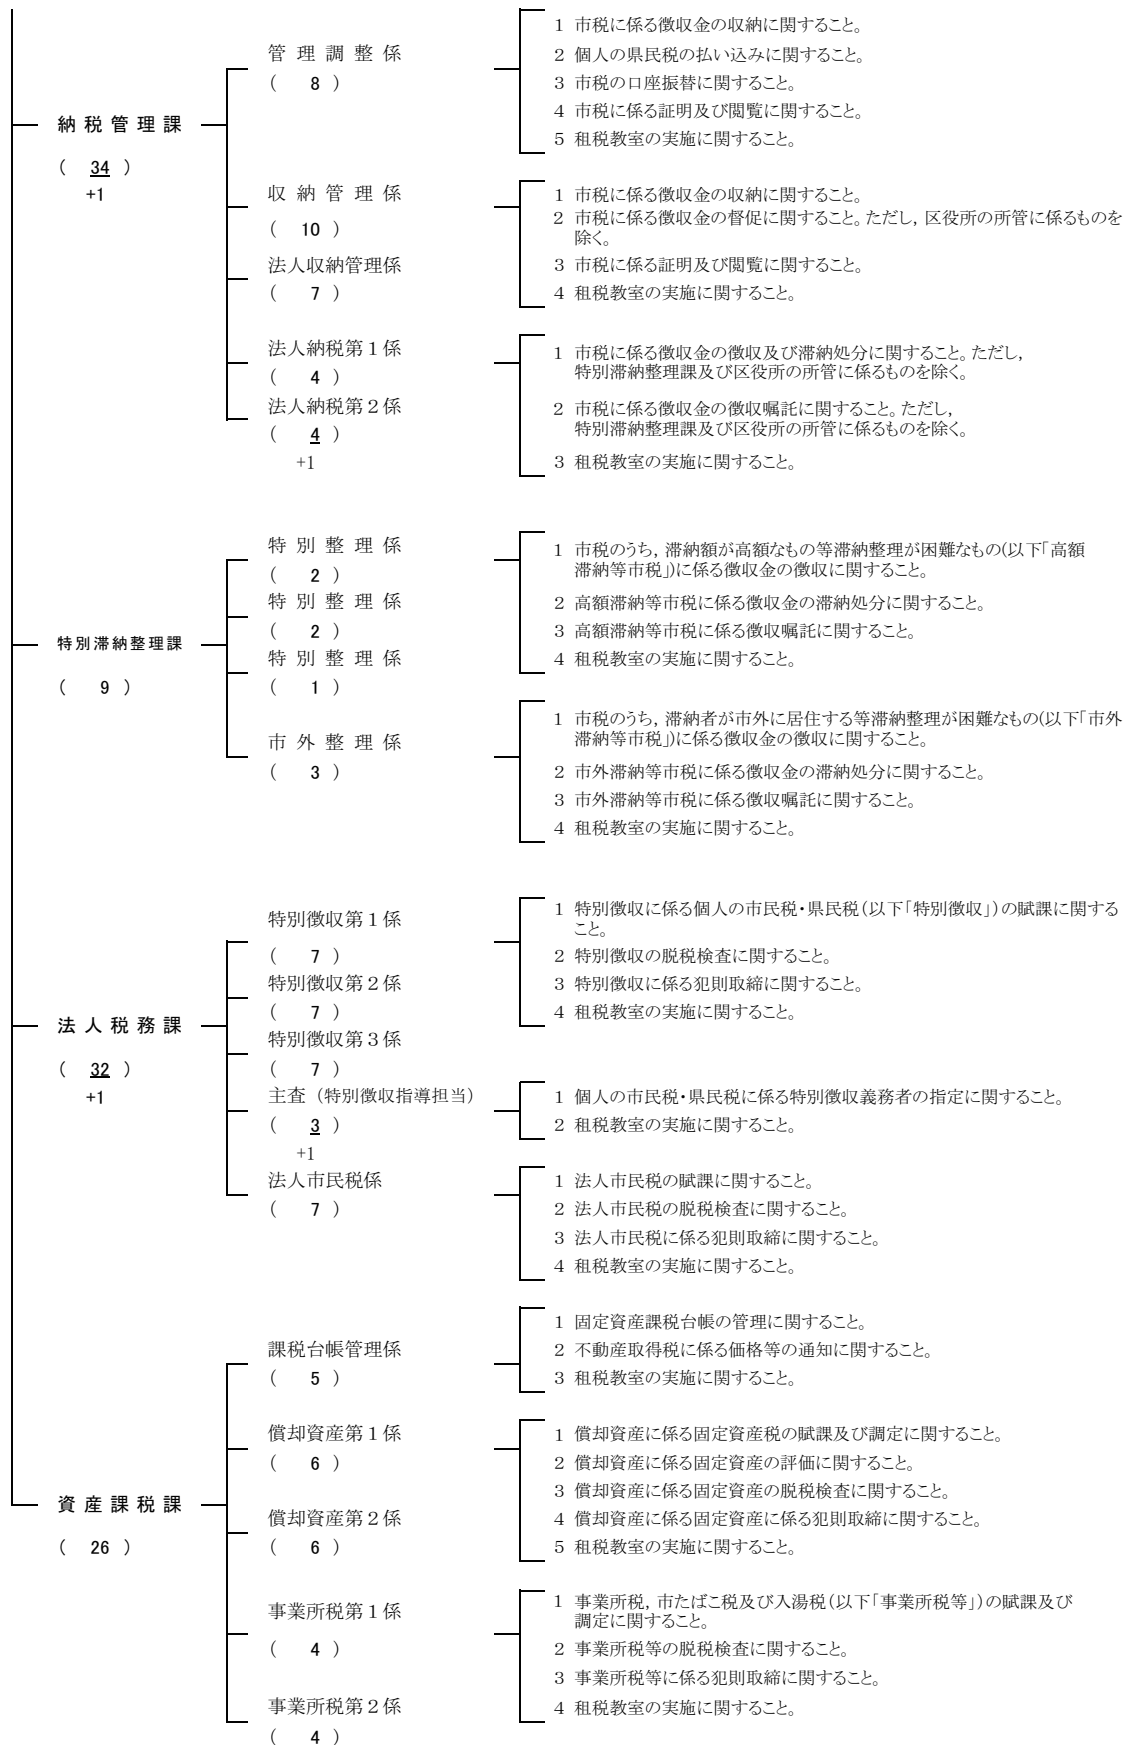 納税管理課
( 34 )
+1
管理調整係
( 8 )
1 市税に係る徴収金の収納に関すること。
2 個人の県民税の払い込みに関すること。
3 市税の口座振替に関すること。
4 市税に係る証明及び閲覧に関すること。
5 租税教室の実施に関すること。
収納管理係
( 10 )
法人収納管理係
( 7 )
1 市税に係る徴収金の収納に関すること。
2 市税に係る徴収金の督促に関すること。ただし，区役所の所管に係るものを
除く。
3 市税に係る証明及び閲覧に関すること。
4 租税教室の実施に関すること。
法人納税第１係
( 4 )
法人納税第２係
( 4 )
+1
1 市税に係る徴収金の徴収及び滞納処分に関すること。ただし，
特別滞納整理課及び区役所の所管に係るものを除く。
2 市税に係る徴収金の徴収嘱託に関すること。ただし，
特別滞納整理課及び区役所の所管に係るものを除く。
3 租税教室の実施に関すること。
特別滞納整理課
( 9 )
特別整理係
( 2 )
特別整理係
( 2 )
特別整理係
( 1 )
1 市税のうち，滞納額が高額なもの等滞納整理が困難なもの(以下「高額
滞納等市税」)に係る徴収金の徴収に関すること。
2 高額滞納等市税に係る徴収金の滞納処分に関すること。
3 高額滞納等市税に係る徴収嘱託に関すること。
4 租税教室の実施に関すること。
市外整理係
( 3 )
1 市税のうち，滞納者が市外に居住する等滞納整理が困難なもの(以下「市外
滞納等市税」)に係る徴収金の徴収に関すること。
2 市外滞納等市税に係る徴収金の滞納処分に関すること。
3 市外滞納等市税に係る徴収嘱託に関すること。
4 租税教室の実施に関すること。
法人税務課
( 32 )
+1
特別徴収第１係
( 7 )
特別徴収第２係
( 7 )
特別徴収第３係
( 7 )
1 特別徴収に係る個人の市民税・県民税（以下「特別徴収」）の賦課に関する
こと。
2 特別徴収の脱税検査に関すること。
3 特別徴収に係る犯則取締に関すること。
4 租税教室の実施に関すること。
主査（特別徴収指導担当）
( 3 )
+1
1 個人の市民税・県民税に係る特別徴収義務者の指定に関すること。
2 租税教室の実施に関すること。
法人市民税係
( 7 )
1 法人市民税の賦課に関すること。
2 法人市民税の脱税検査に関すること。
3 法人市民税に係る犯則取締に関すること。
4 租税教室の実施に関すること。
資産課税課
( 26 )
課税台帳管理係
( 5 )
1 固定資産課税台帳の管理に関すること。
2 不動産取得税に係る価格等の通知に関すること。
3 租税教室の実施に関すること。
償却資産第１係
( 6 )
償却資産第２係
( 6 )
1 償却資産に係る固定資産税の賦課及び調定に関すること。
2 償却資産に係る固定資産の評価に関すること。
3 償却資産に係る固定資産の脱税検査に関すること。
4 償却資産に係る固定資産に係る犯則取締に関すること。
5 租税教室の実施に関すること。
事業所税第１係
( 4 )
事業所税第２係
( 4 )
1 事業所税，市たばこ税及び入湯税（以下「事業所税等」）の賦課及び
調定に関すること。
2 事業所税等の脱税検査に関すること。
3 事業所税等に係る犯則取締に関すること。
4 租税教室の実施に関すること。